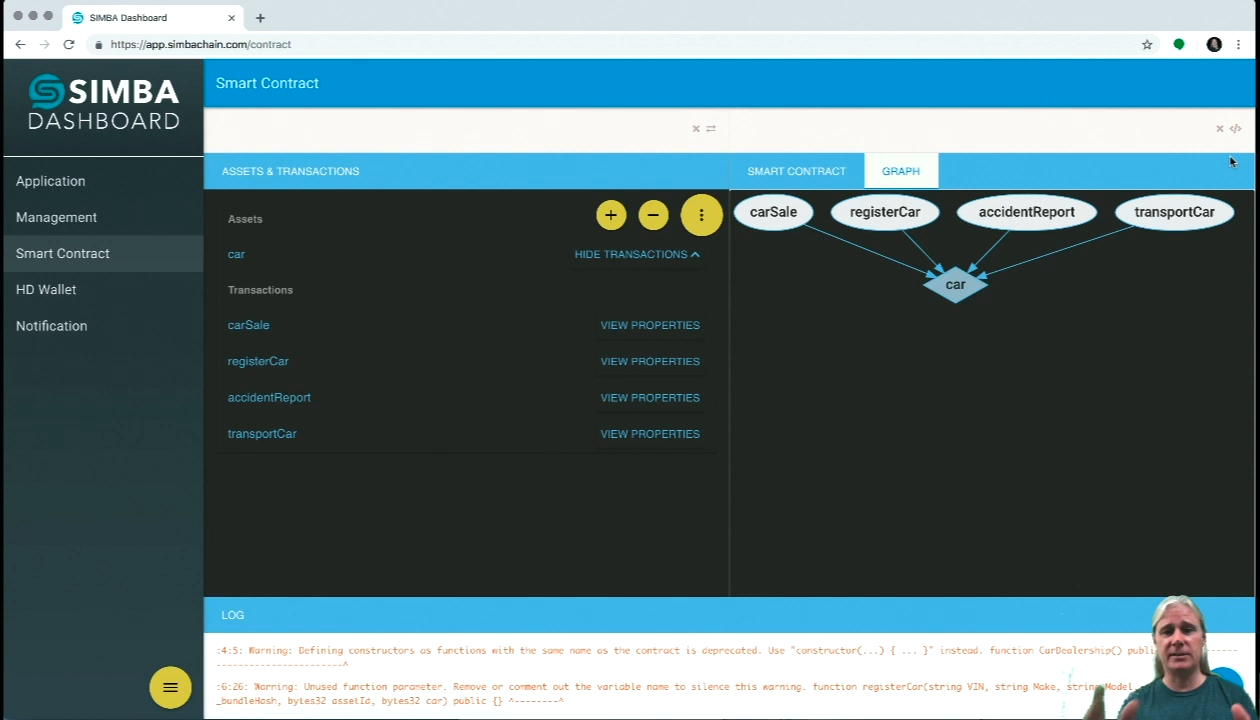 SIMBA Dashboard
https://app.simbachain.com/contract
SIMBA
DASHBOARD
Application
Management
Smart Contract
HD Wallet
Notification
Smart Contract
ASSETS & TRANSACTIONS
Assets
car
HIDE TRANSACTIONS
Transactions
carSale
VIEW PROPERTIES
registerCar
VIEW PROPERTIES
accidentReport
VIEW PROPERTIES
transportCar
VIEW PROPERTIES
SMART CONTRACT
GRAPH
carSale
registerCar
accidentReport
transportCar
car
LOG
:4:5: Warning: Defining constructors as functions with the same name as the contract is deprecated. Use "constructor(...) { ... }" instead. function CarDealership() publi
-----------------------^
:6:26: Warning: Unused function parameter. Remove or comment out the variable name to silence this warning. function registerCar(string VIN, string Make, string Model
_bundleHash, bytes32 assetId, bytes32 car) public {} ^--------^